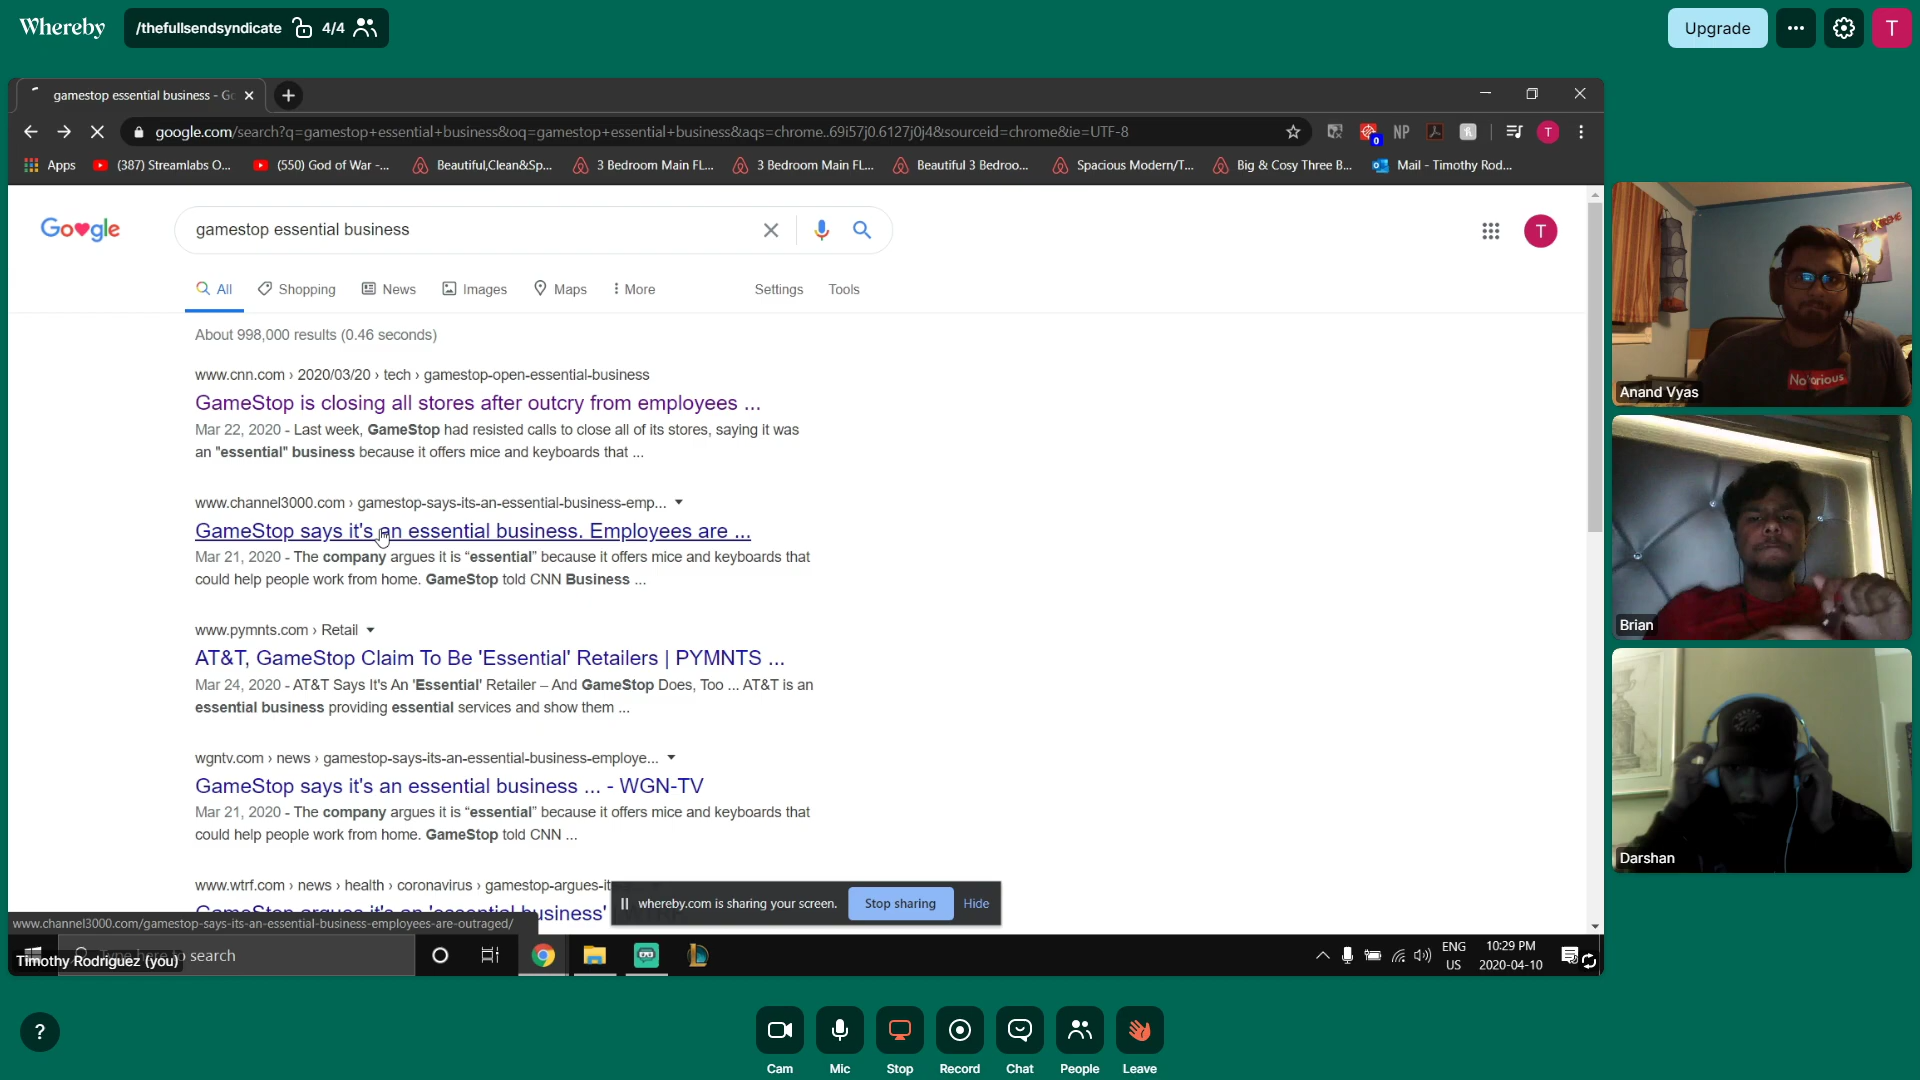 Whereby
/thefullsendsyndicate 4/4
Upgrade
T
gamestop essential business - G
google.com/search?q=gamestop+essential+business&oq=gamestop+essential+business&aqs=chrome..69i57j0.6127j0j4&sourceid=chrome&ie=UTF-8
0
NP
T
Apps
(387) Streamlabs O...
(550) God of War -...
Beautiful,Clean&Sp...
3 Bedroom Main FL...
3 Bedroom Main FL...
Beautiful 3 Bedroo...
Spacious Modern/T...
Big & Cosy Three B...
Mail - Timothy Rod...
Google
gamestop essential business
T
All
Shopping
News
Images
Maps
More
Settings
Tools
About 998,000 results (0.46 seconds)
www.cnn.com › 2020/03/20 › tech › gamestop-open-essential-business
GameStop is closing all stores after outcry from employees ...
Mar 22, 2020 - Last week, GameStop had resisted calls to close all of its stores, saying it was
an "essential" business because it offers mice and keyboards that ...
www.channel3000.com › gamestop-says-its-an-essential-business-emp...
GameStop says it's an essential business. Employees are ...
Mar 21, 2020 - The company argues it is “essential” because it offers mice and keyboards that
could help people work from home. GameStop told CNN Business ...
www.pymnts.com › Retail
AT&T, GameStop Claim To Be 'Essential' Retailers | PYMNTS ...
Mar 24, 2020 - AT&T Says It's An 'Essential' Retailer – And GameStop Does, Too ... AT&T is an
essential business providing essential services and show them ...
wgntv.com › news › gamestop-says-its-an-essential-business-employe...
GameStop says it's an essential business ... - WGN-TV
Mar 21, 2020 - The company argues it is “essential” because it offers mice and keyboards that
could help people work from home. GameStop told CNN ...
www.wtrf.com › news › health › coronavirus › gamestop-argues-it
GameStop argues it's an 'essential business'
www.channel3000.com/gamestop-says-its-an-essential-business-employees-are-outraged/
whereby.com is sharing your screen.
Stop sharing
Hide
Type here to search
Timothy Rodriguez (you)
ENG
US
10:29 PM
2020-04-10
Anand Vyas
Brian
Darshan
?
Cam
Mic
Stop
Record
Chat
People
Leave